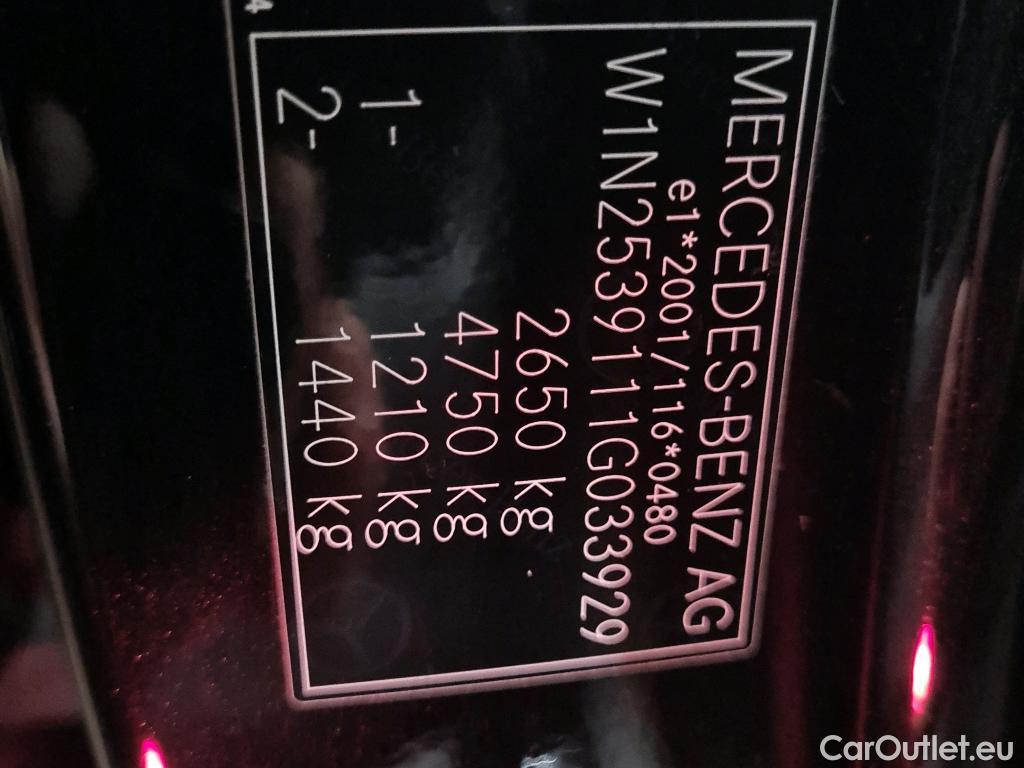 MERCEDES-BENZ AG
e1*2001/116*0480
W1N2539111G033929
2650 kg
4750 kg
1- 1210 kg
2- 1440 kg
4
CarOutlet.eu